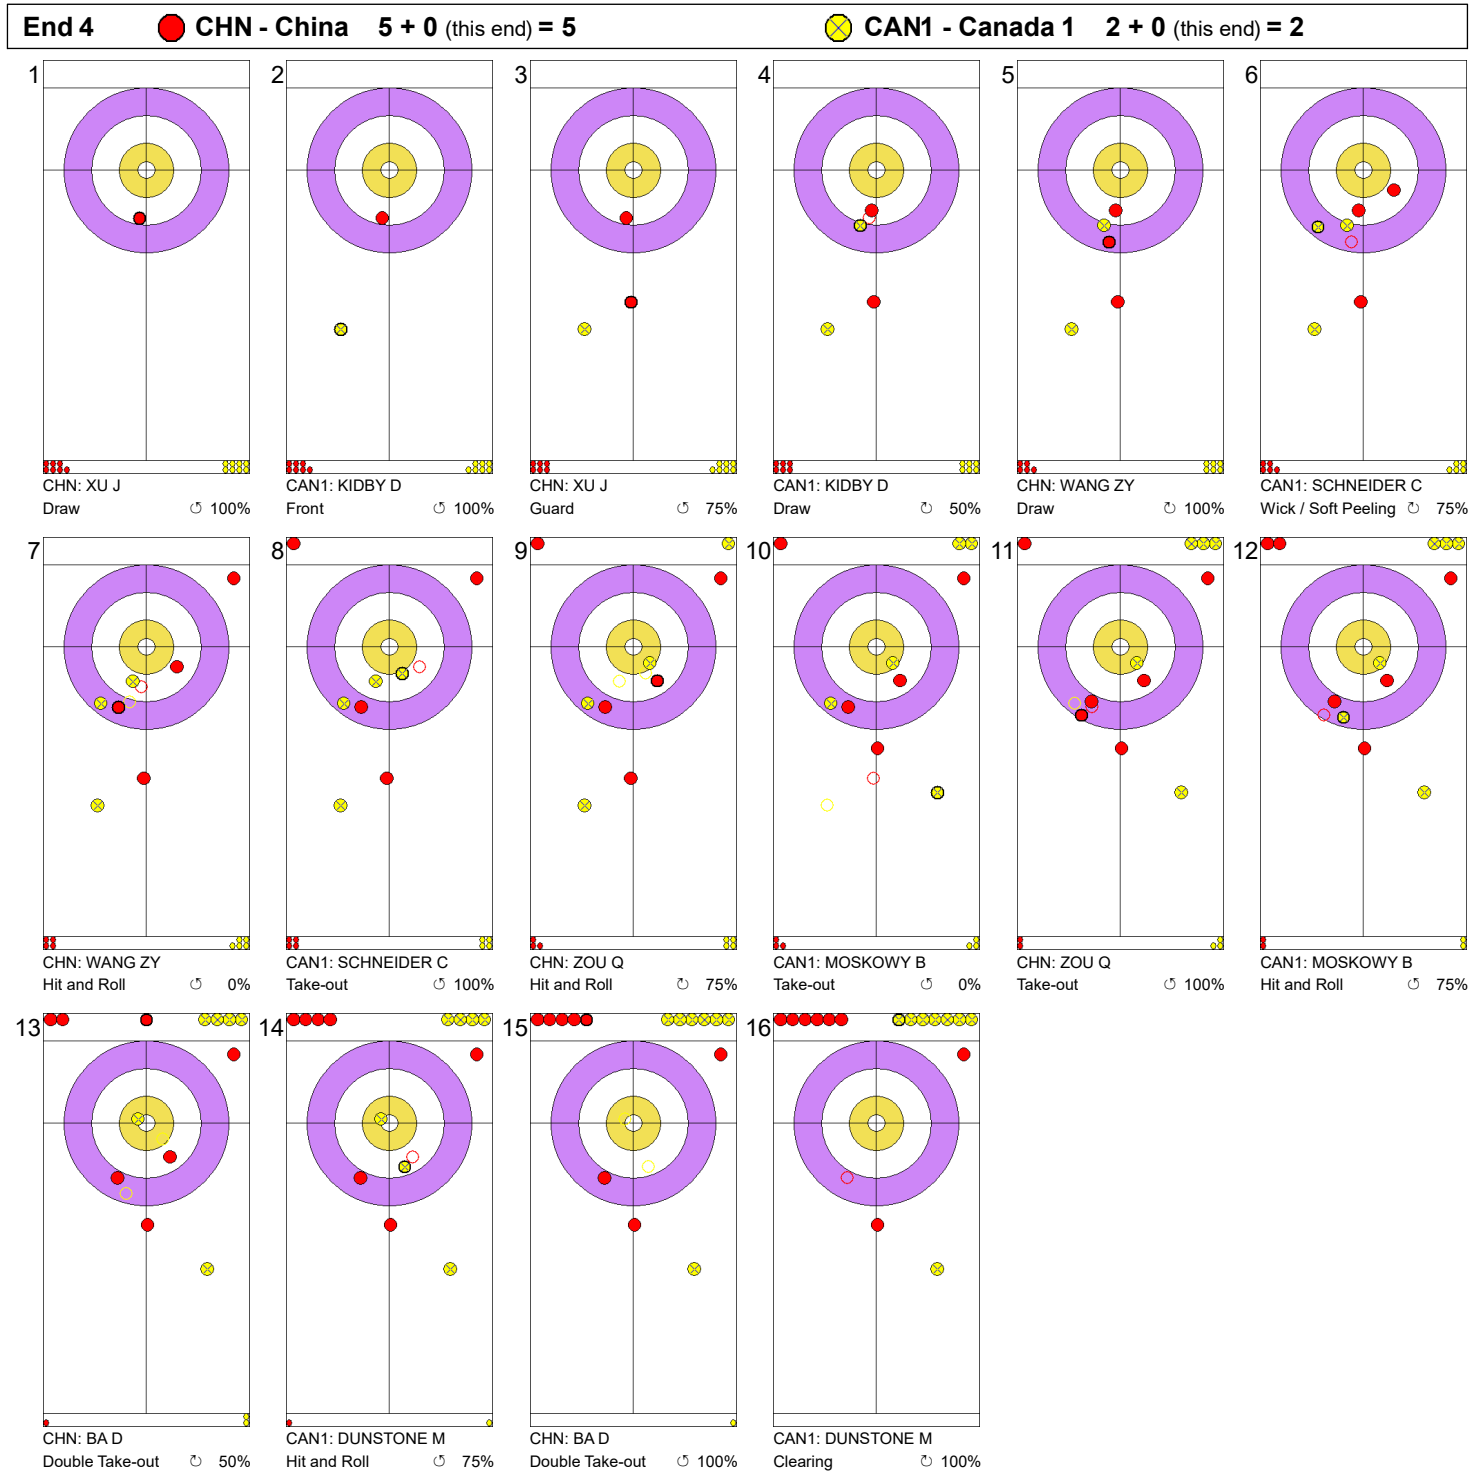 End 4 CHN - China 5 + 0 (this end) = 5 CAN1 - Canada 1 2 + 0 (this end) = 2
1 2 3 4 5 6
CHN: XU J CAN1: KIDBY D CHN: XU J CAN1: KIDBY D CHN: WANG ZY CAN1: SCHNEIDER C
Draw ↺ 100% Front ↺ 100% Guard ↺ 75% Draw ↻ 50% Draw ↻ 100% Wick / Soft Peeling ↻ 75%
7 8 9 10 11 12
CHN: WANG ZY CAN1: SCHNEIDER C CHN: ZOU Q CAN1: MOSKOWY B CHN: ZOU Q CAN1: MOSKOWY B
Hit and Roll ↺ 0% Take-out ↺ 100% Hit and Roll ↻ 75% Take-out ↺ 0% Take-out ↺ 100% Hit and Roll ↺ 75%
13 14 15 16
CHN: BA D CAN1: DUNSTONE M CHN: BA D CAN1: DUNSTONE M
Double Take-out ↻ 50% Hit and Roll ↺ 75% Double Take-out ↻ 100% Clearing ↻ 100%